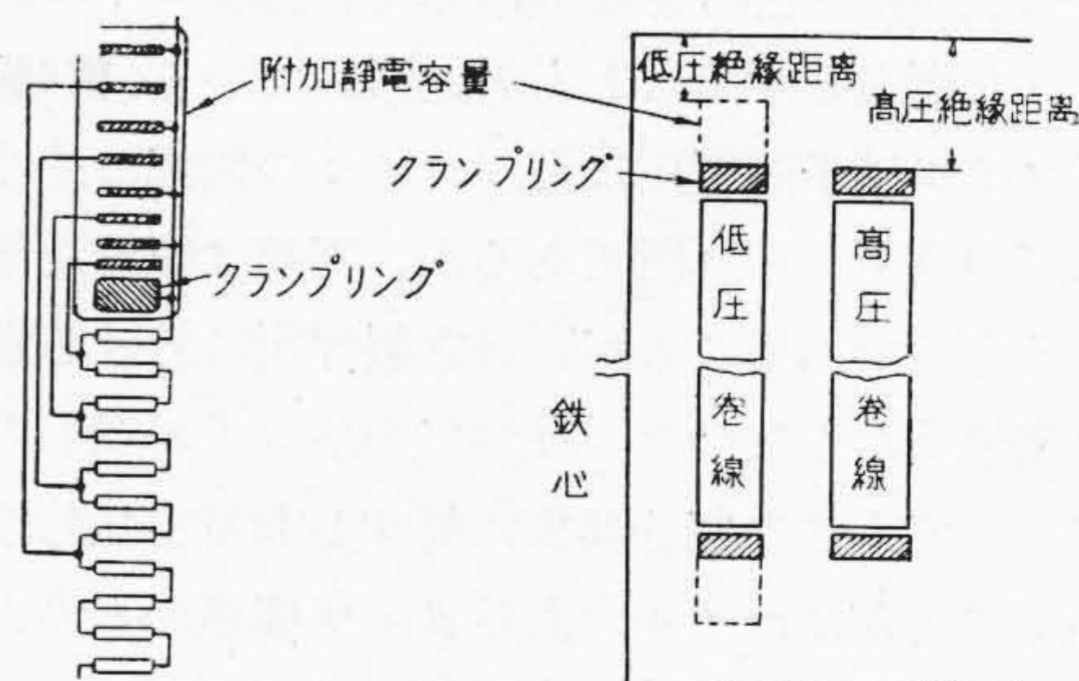 附加静電容量
クランプリング
低圧絶縁距离
高圧絶縁距离
クランプリング
低圧巻線
高圧巻線
鉄心